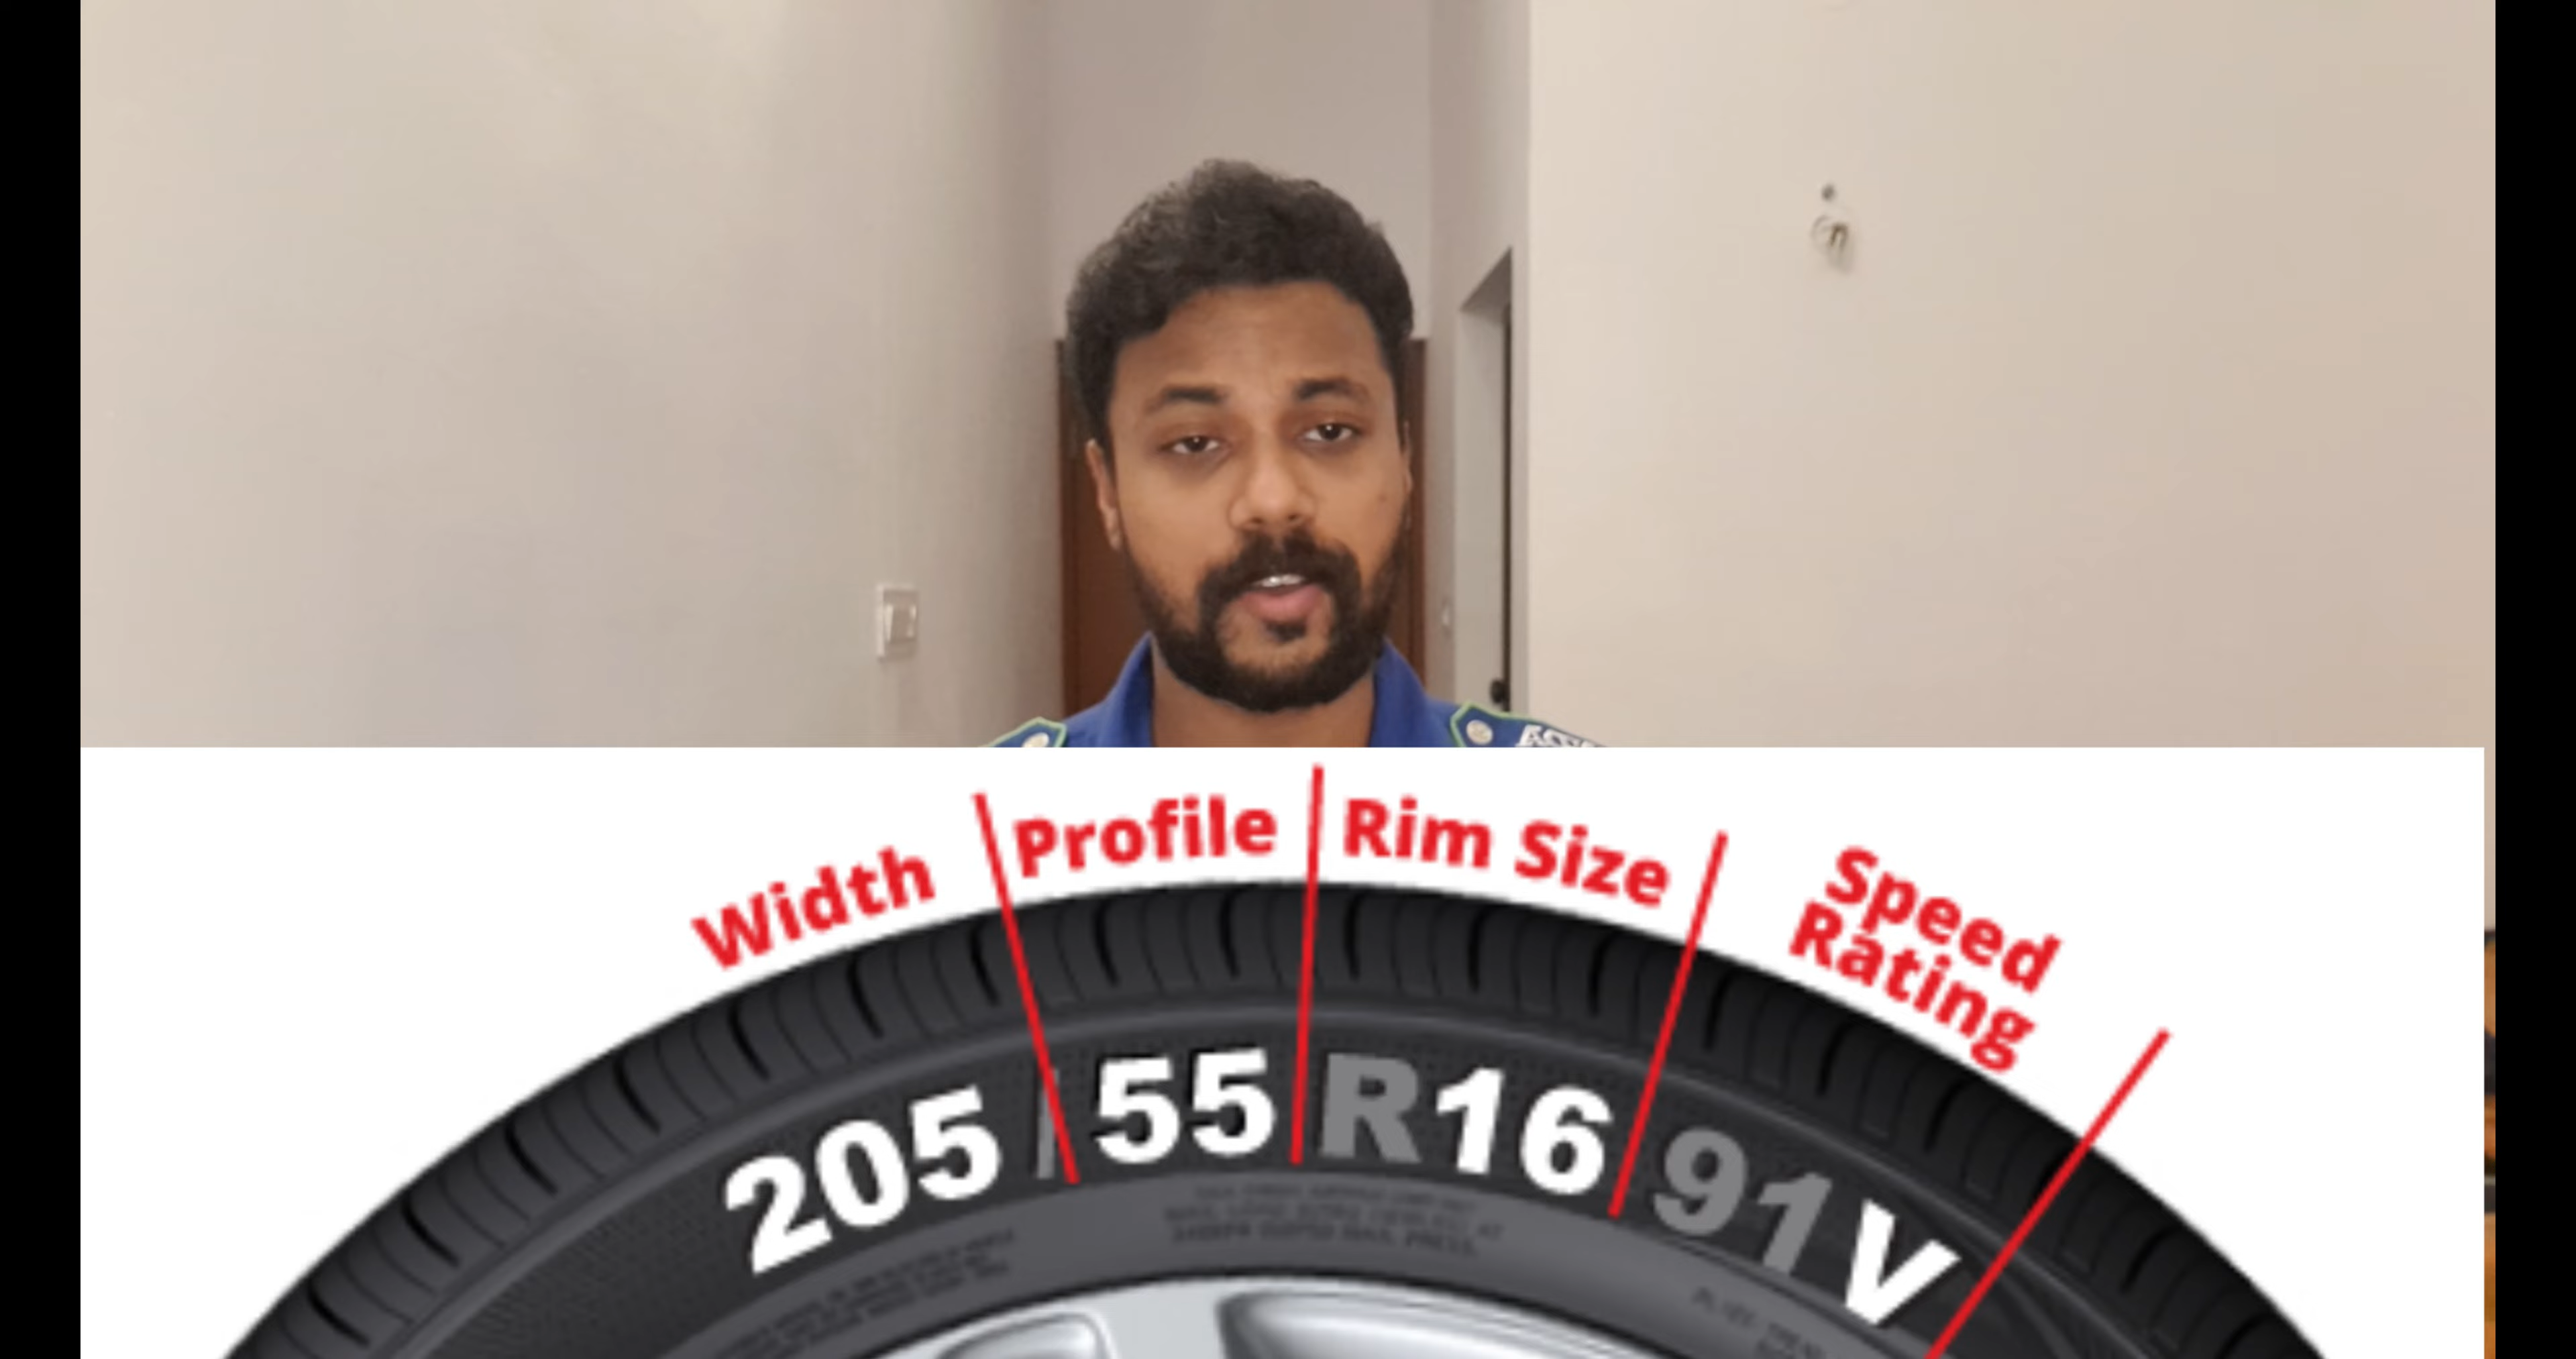 Width
Profile
Rim Size
Speed
Rating
205 / 55 R16 91V